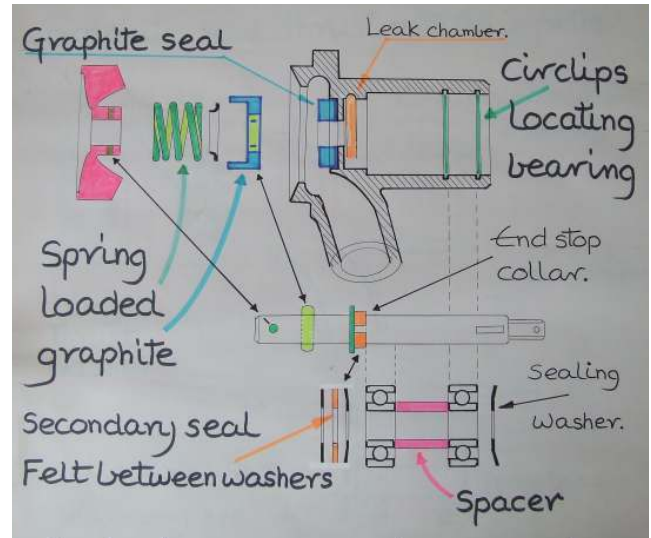 Graphite seal
Leak chamber.
Circlips
locating
bearing
Spring
loaded
graphite
End stop
collar.
Sealing
washer.
Secondary seal
Felt between washers
Spacer